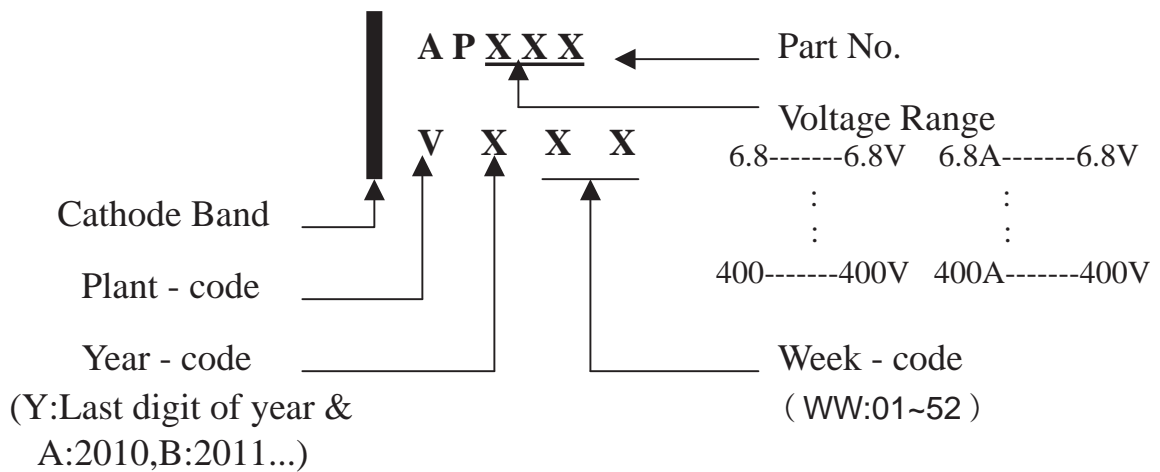 A P X X X
Part No.
Voltage Range
V X X X
6.8-------6.8V 6.8A-------6.8V
: :
: :
400-------400V 400A-------400V
Cathode Band
Plant - code
Year - code
(Y:Last digit of year &
A:2010,B:2011...)
Week - code
( WW:01~52 )